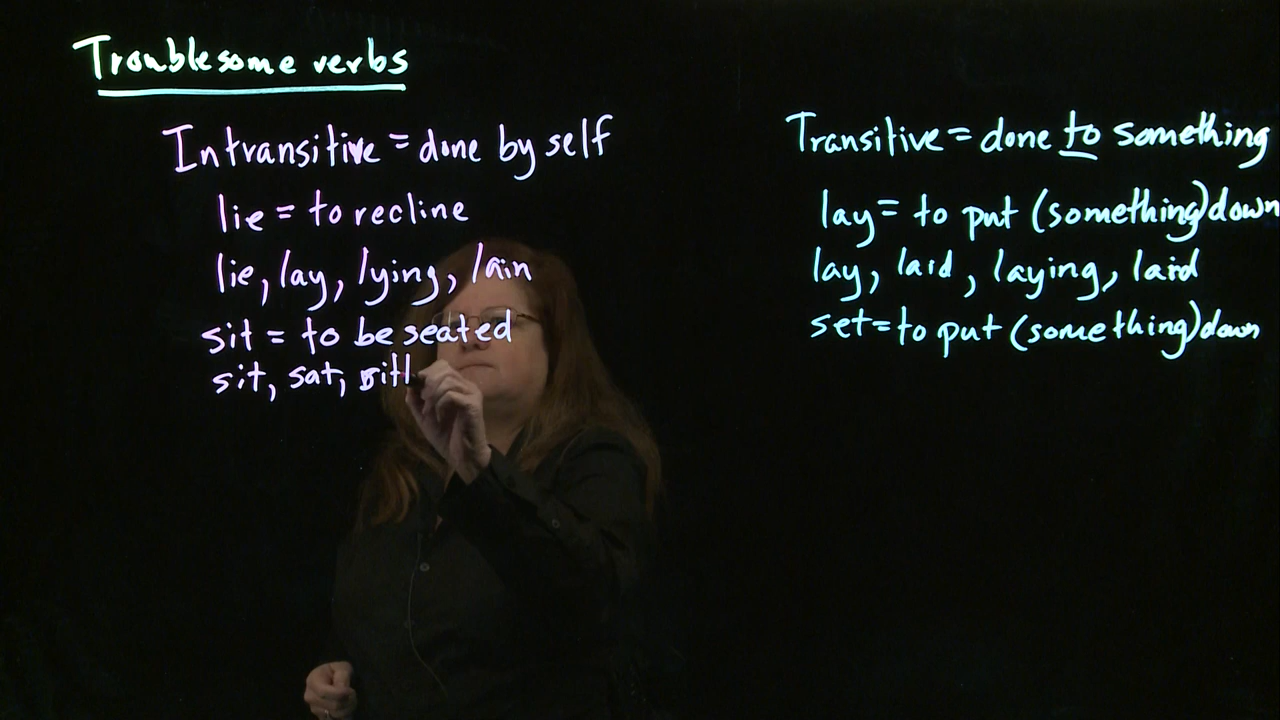 Troublesome verbs
Intransitive = done by self
lie = to recline
lie, lay, lying, lain
sit = to be seated
sit, sat, sitt
Transitive = done to something
lay = to put (something) down
lay, laid, laying, laid
set = to put (something) down